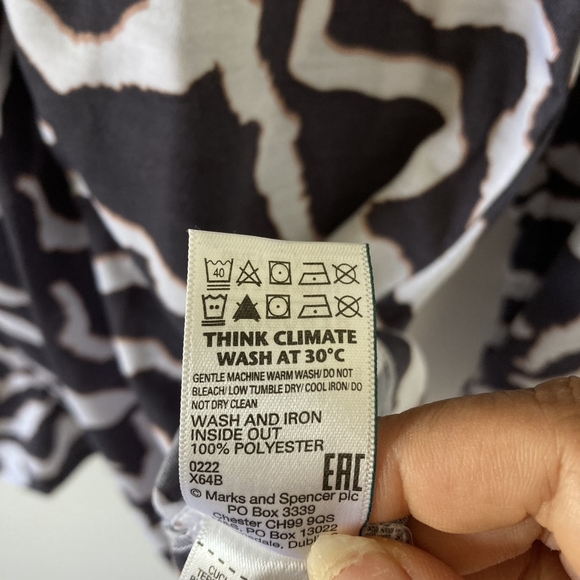 40
THINK CLIMATE
WASH AT 30°C
GENTLE MACHINE WARM WASH/DO NOT
BLEACH/LOW TUMBLE DRY/COOL IRON/DO
NOT DRY CLEAN
WASH AND IRON
INSIDE OUT
100% POLYESTER
0222
X64B
EAC
© Marks and Spencer plc
PO Box 3339
Chester CH99 9QS
PO Box 13022
Dublin